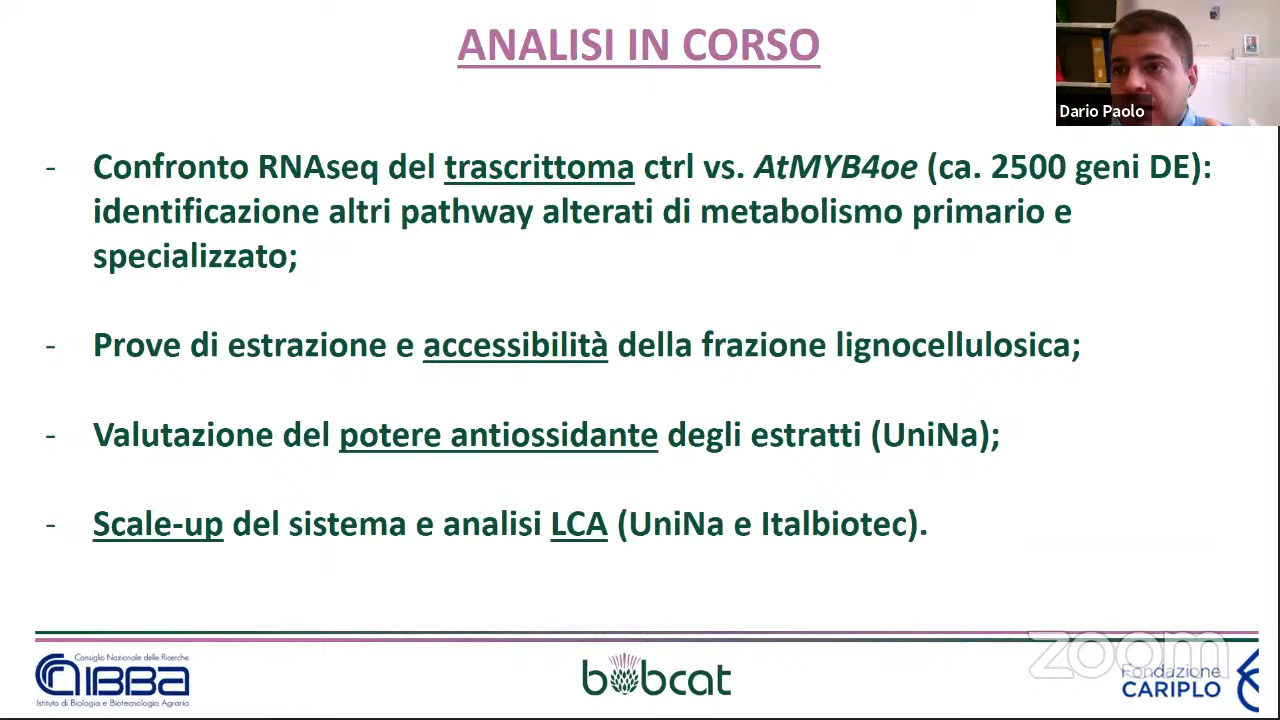 ANALISI IN CORSO
Dario Paolo
- Confronto RNAseq del trascrittoma ctrl vs. AtMYB4oe (ca. 2500 geni DE):
identificazione altri pathway alterati di metabolismo primario e
specializzato;
- Prove di estrazione e accessibilità della frazione lignocellulosica;
- Valutazione del potere antiossidante degli estratti (UniNa);
- Scale-up del sistema e analisi LCA (UniNa e Italbiotec).
Consiglio Nazionale delle Ricerche
IBBA
Istituto di Biologia e Biotecnologia Agraria
bobcat
zoom
Fondazione
CARIPLO